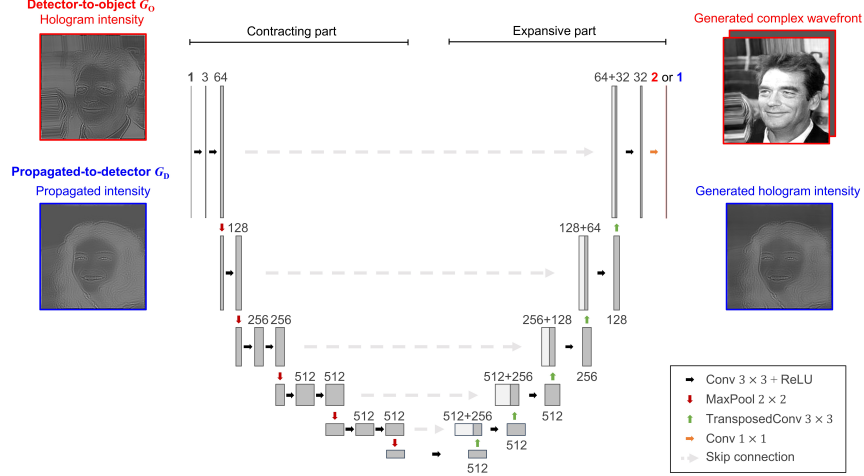 Detector-to-object G_O
Hologram intensity
Contracting part
Expansive part
Generated complex wavefront
1 3 64
64+32 32 2 or 1
Propagated-to-detector G_D
Propagated intensity
Generated hologram intensity
128
128+64
128
256 256
256+128
256
512 512
512+256
512
512 512
512+256
512
512
Conv 3 × 3 + ReLU
MaxPool 2 × 2
TransposedConv 3 × 3
Conv 1 × 1
Skip connection